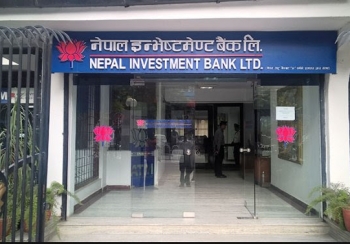 नेपाल इन्भेष्टमेण्ट बैंक लि.
NEPAL INVESTMENT BANK LTD.